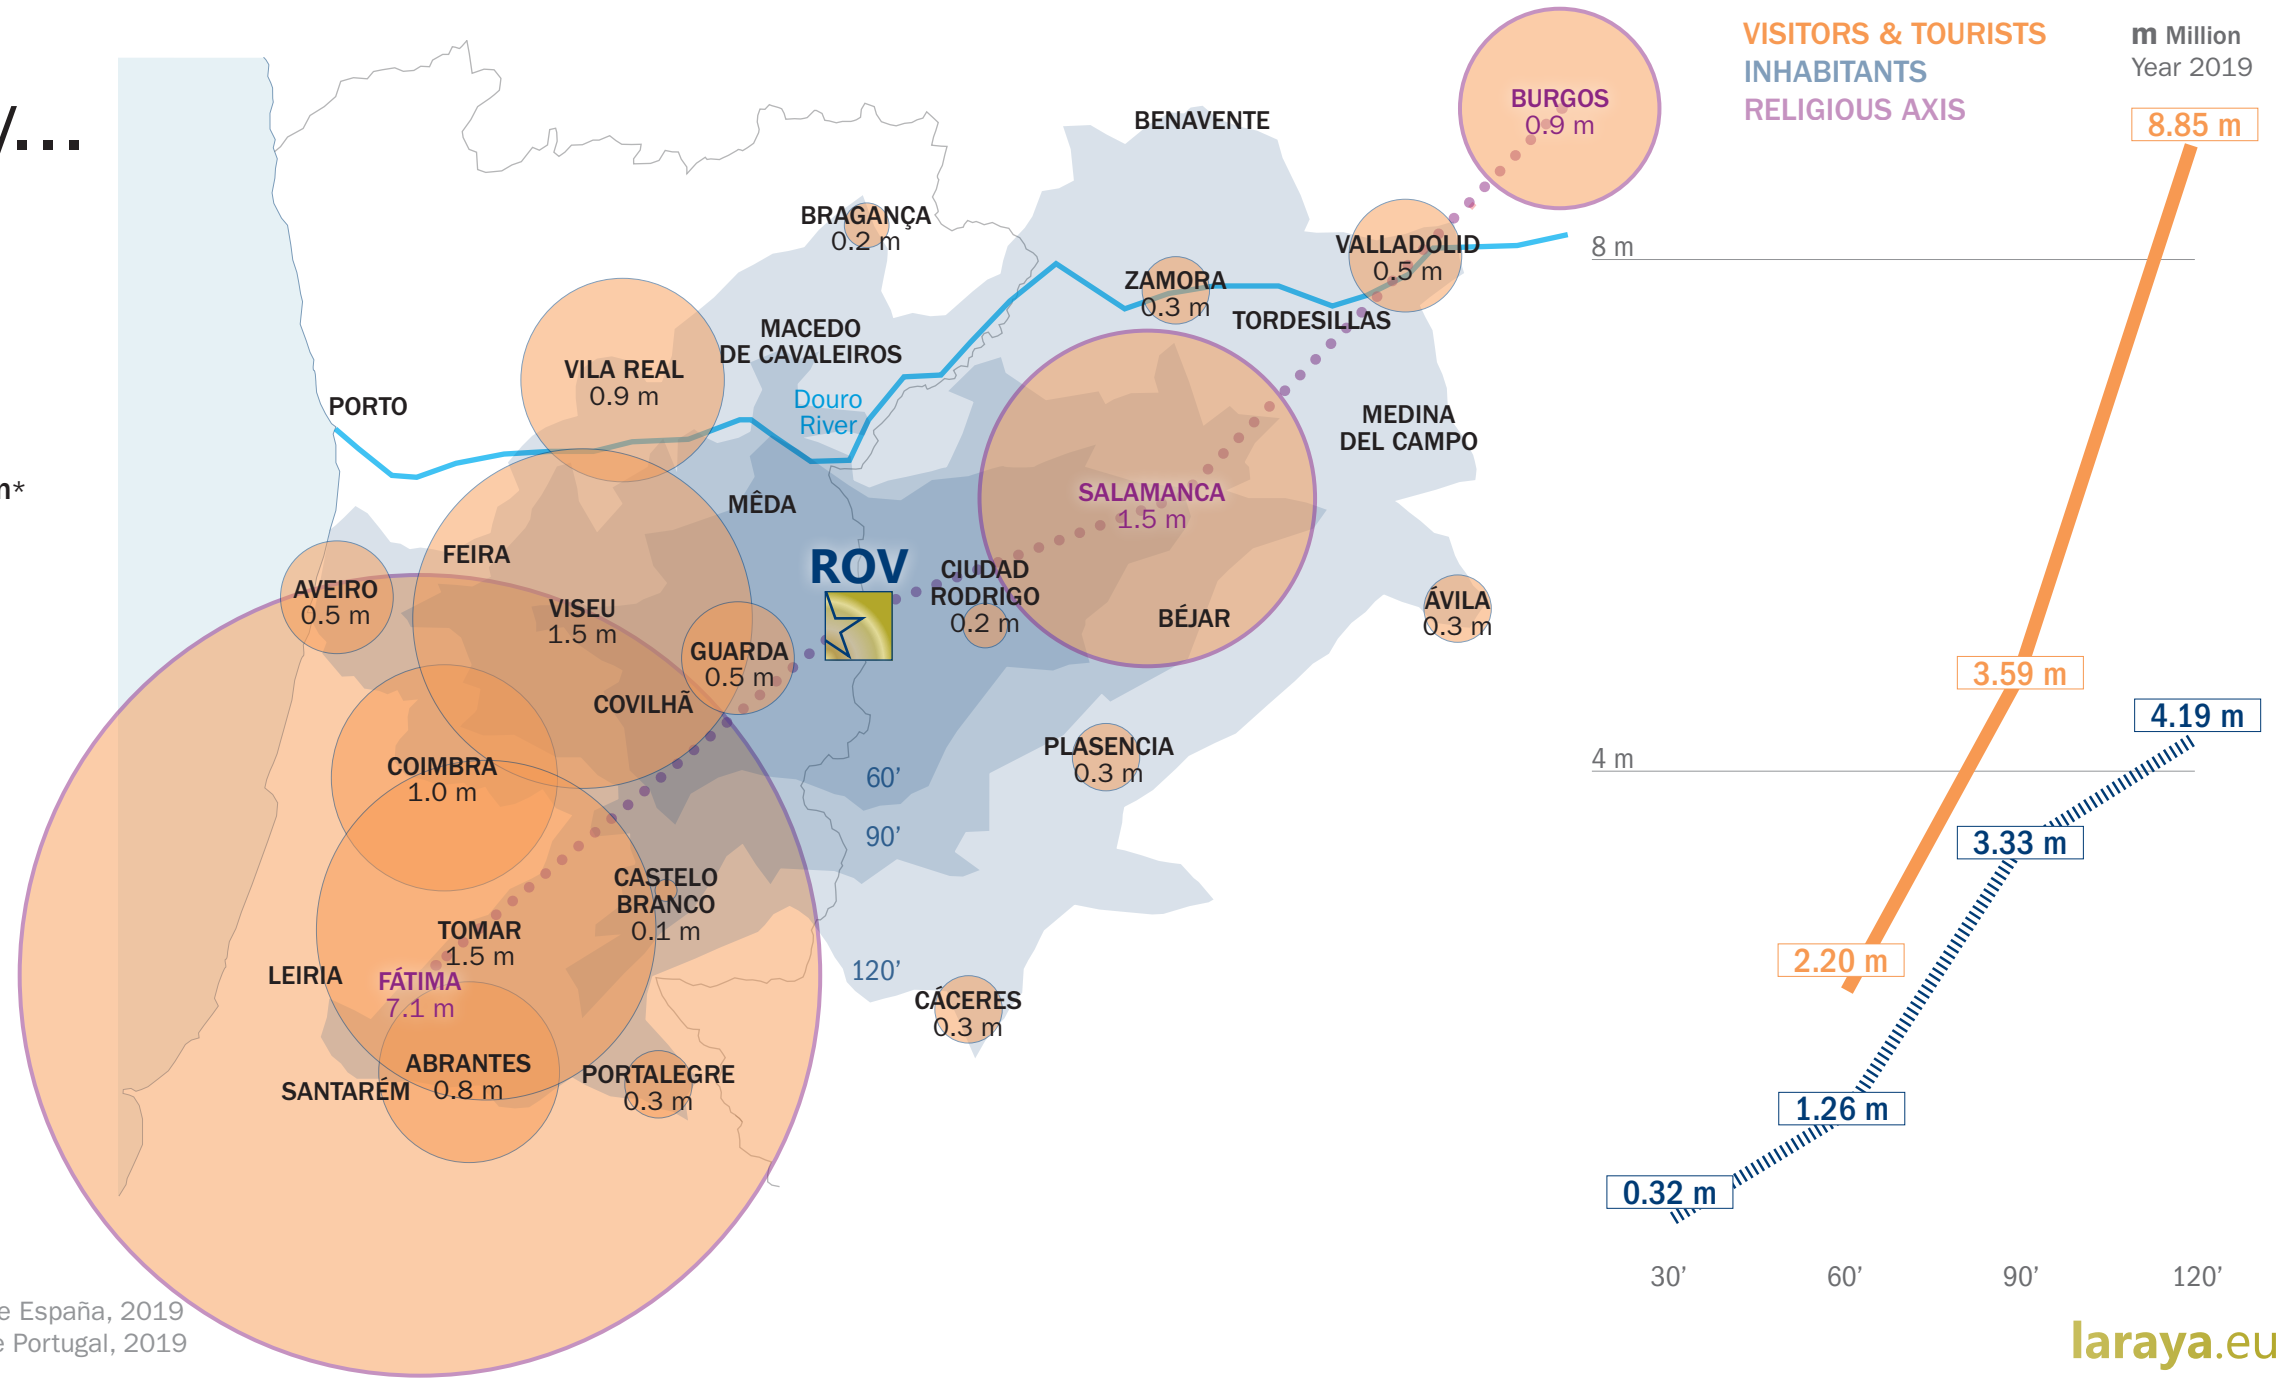 VISITORS & TOURISTS
INHABITANTS
RELIGIOUS AXIS
m Million
Year 2019
BURGOS
0.9 m
BENAVENTE
BRAGANÇA
0.2 m
VALLADOLID
0.5 m
ZAMORA
0.3 m
TORDESILLAS
MACEDO
DE CAVALEIROS
VILA REAL
0.9 m
Douro
River
PORTO
MEDINA
DEL CAMPO
MÊDA
SALAMANCA
1.5 m
FEIRA
ROV
CIUDAD
RODRIGO
0.2 m
AVEIRO
0.5 m
VISEU
1.5 m
BÉJAR
ÁVILA
0.3 m
GUARDA
0.5 m
COVILHÃ
PLASENCIA
0.3 m
COIMBRA
1.0 m
60’
90’
120’
CASTELO
BRANCO
0.1 m
TOMAR
1.5 m
LEIRIA
FÁTIMA
7.1 m
CÁCERES
0.3 m
ABRANTES
0.8 m
SANTARÉM
PORTALEGRE
0.3 m
8.85 m
8 m
3.59 m
4.19 m
4 m
3.33 m
2.20 m
1.26 m
0.32 m
30’ 60’ 90’ 120’
e España, 2019
e Portugal, 2019
laraya.eu